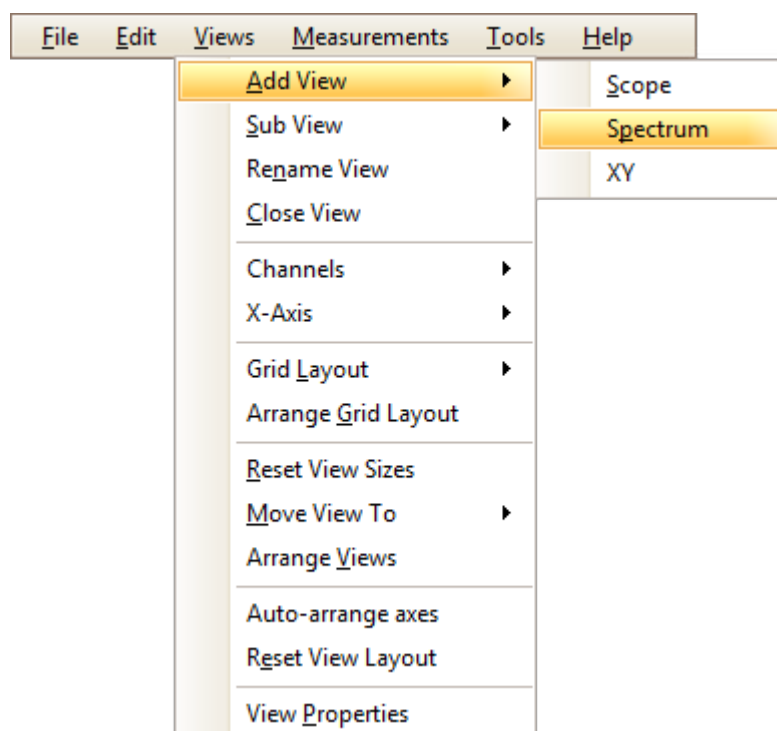 File Edit Views Measurements Tools Help
Add View
Sub View
Rename View
Close View
Channels
X-Axis
Grid Layout
Arrange Grid Layout
Reset View Sizes
Move View To
Arrange Views
Auto-arrange axes
Reset View Layout
View Properties
Scope
Spectrum
XY